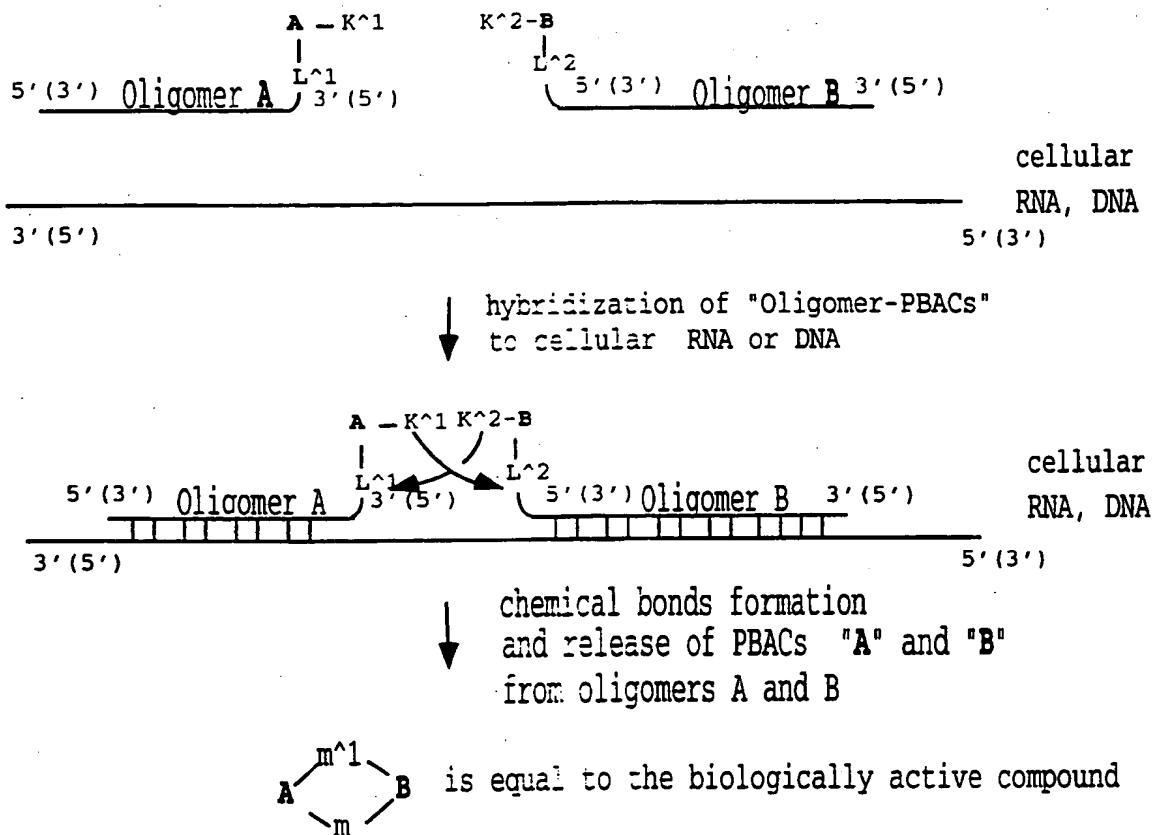 A – K^1
K^2-B
L^1
L^2
5'(3') Oligomer A 3'(5')
5'(3') Oligomer B 3'(5')
cellular
RNA, DNA
3'(5')
5'(3')
hybridization of "Oligomer-PBACs"
to cellular RNA or DNA
A – K^1 K^2-B
L^1
L^2
5'(3') Oligomer A 3'(5')
5'(3') Oligomer B 3'(5')
cellular
RNA, DNA
3'(5')
5'(3')
chemical bonds formation
and release of PBACs "A" and "B"
from oligomers A and B
m^1
A B is equal to the biologically active compound
m